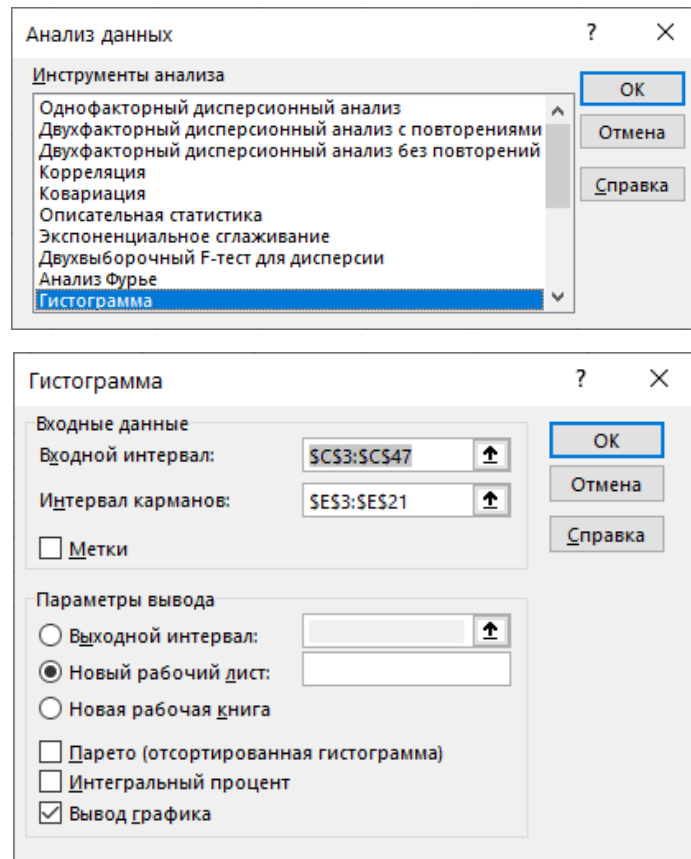 Анализ данных ? ×
Инструменты анализа
Однофакторный дисперсионный анализ
Двухфакторный дисперсионный анализ с повторениями
Двухфакторный дисперсионный анализ без повторений
Корреляция
Ковариация
Описательная статистика
Экспоненциальное сглаживание
Двухвыборочный F-тест для дисперсии
Анализ Фурье
Гистограмма
ОК
Отмена
Справка
Гистограмма ? ×
Входные данные
Входной интервал: $C$3:$C$47
Интервал карманов: $E$3:$E$21
Метки
ОК
Отмена
Справка
Параметры вывода
Выходной интервал:
Новый рабочий лист:
Новая рабочая книга
Парето (отсортированная гистограмма)
Интегральный процент
Вывод графика